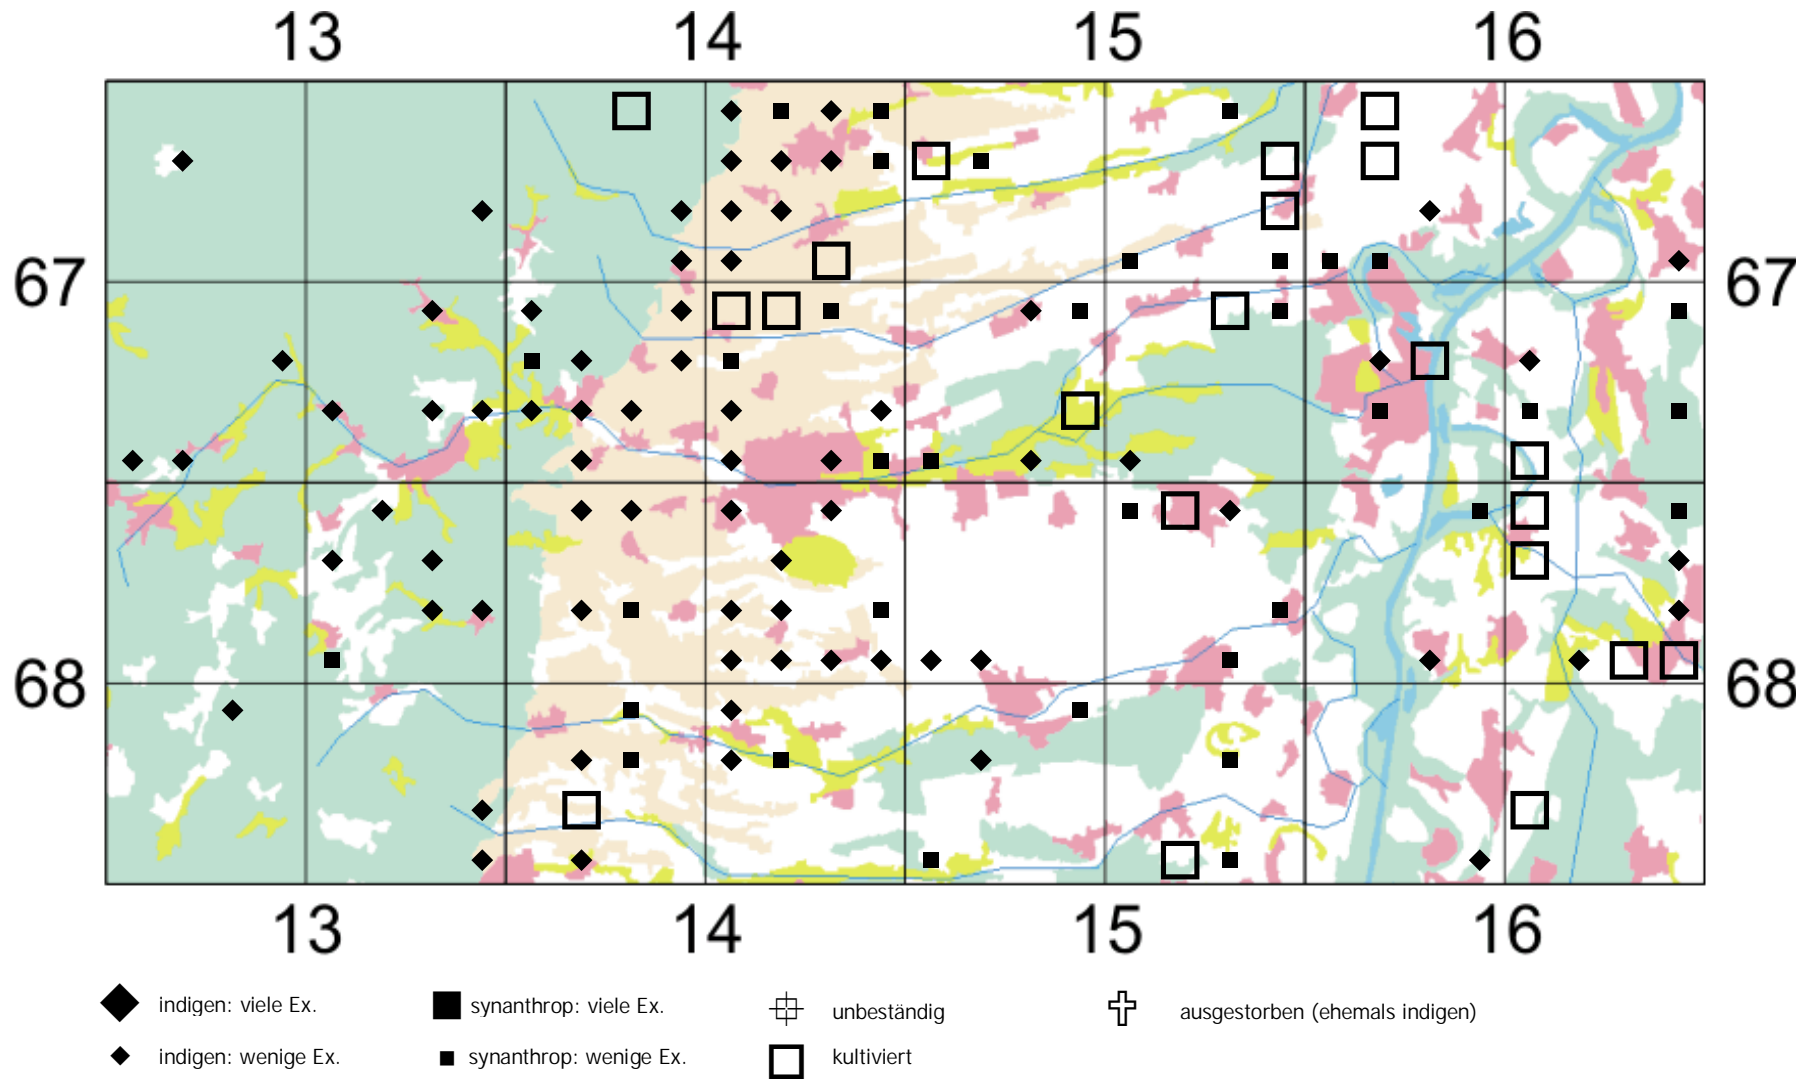 13 14 15 16
67 67
68 68
13 14 15 16
indigen: viele Ex. synanthrop: viele Ex. unbeständig ausgestorben (ehemals indigen)
indigen: wenige Ex. synanthrop: wenige Ex. kultiviert